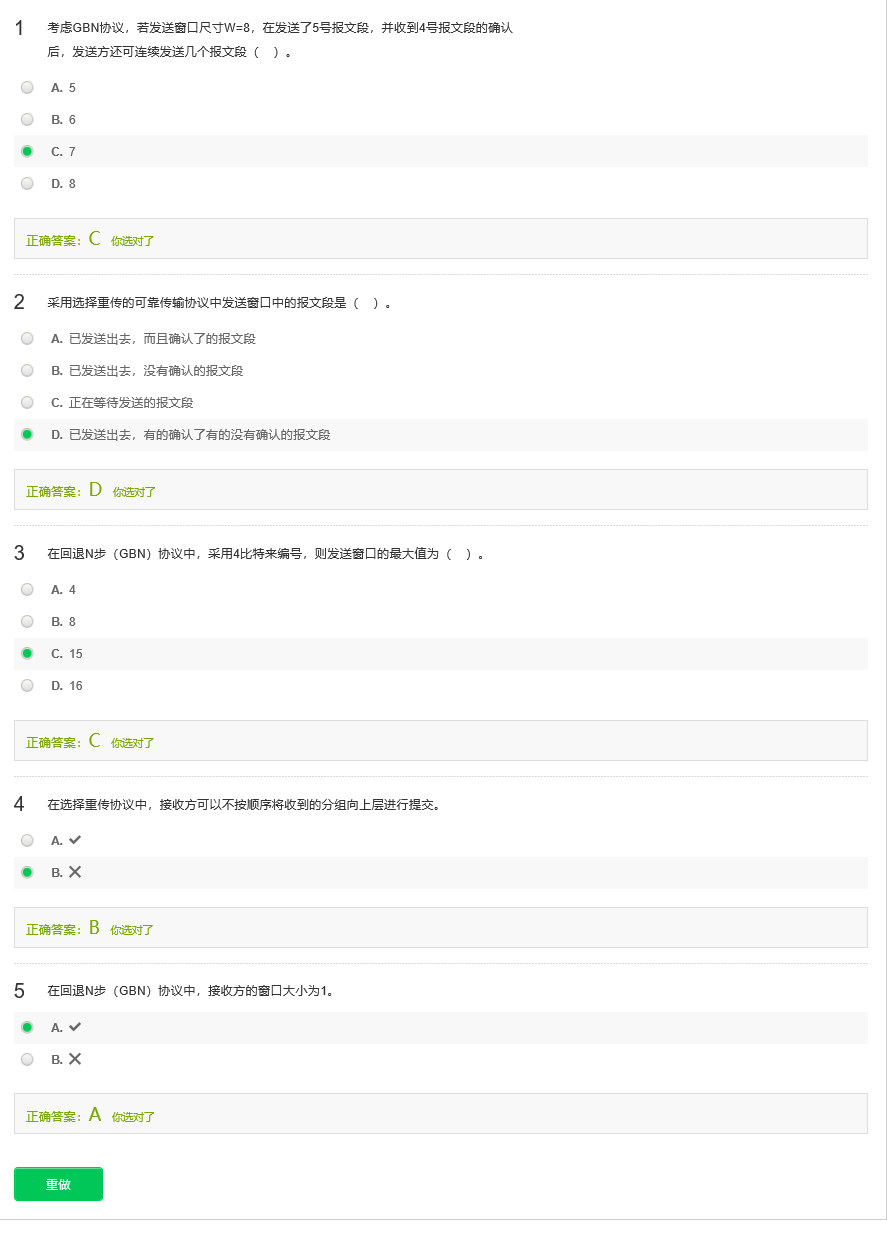 1 考虑GBN协议，若发送窗口尺寸W=8，在发送了5号报文段，并收到4号报文段的确认
后，发送方还可连续发送几个报文段（ ）。
A. 5
B. 6
C. 7
D. 8
正确答案：C 你选对了
2 采用选择重传的可靠传输协议中发送窗口中的报文段是（ ）。
A. 已发送出去，而且确认了的报文段
B. 已发送出去，没有确认的报文段
C. 正在等待发送的报文段
D. 已发送出去，有的确认了有的没有确认的报文段
正确答案：D 你选对了
3 在回退N步（GBN）协议中，采用4比特来编号，则发送窗口的最大值为（ ）。
A. 4
B. 8
C. 15
D. 16
正确答案：C 你选对了
4 在选择重传协议中，接收方可以不按顺序将收到的分组向上层进行提交。
A. ✔
B. ✕
正确答案：B 你选对了
5 在回退N步（GBN）协议中，接收方的窗口大小为1。
A. ✔
B. ✕
正确答案：A 你选对了
重做